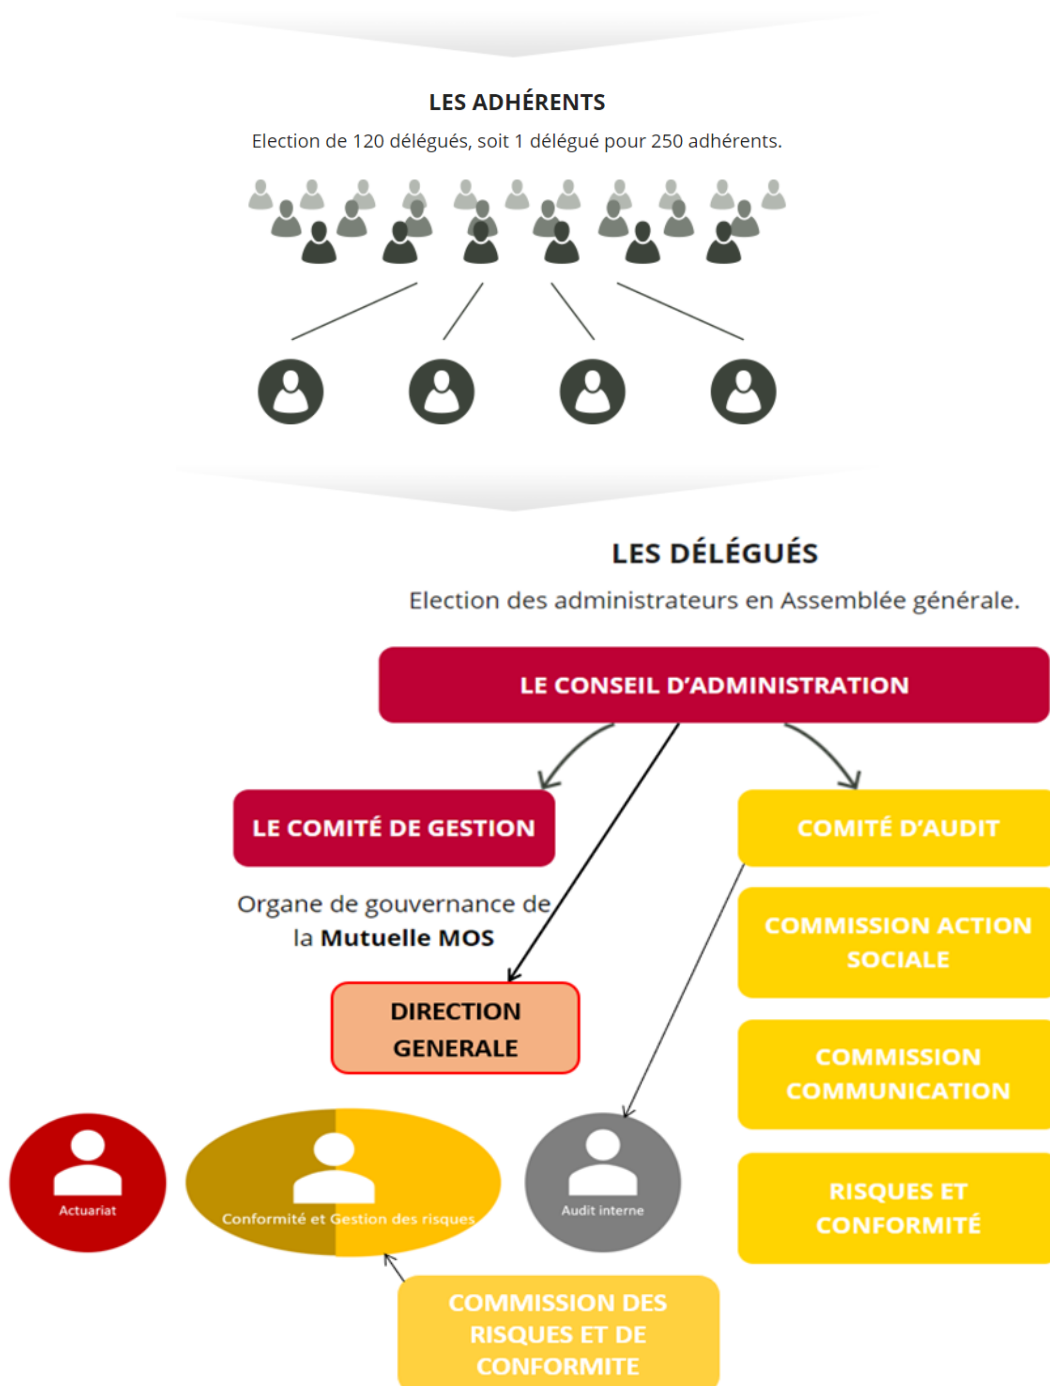 LES ADHÉRENTS
Election de 120 délégués, soit 1 délégué pour 250 adhérents.
LES DÉLÉGUÉS
Election des administrateurs en Assemblée générale.
LE CONSEIL D’ADMINISTRATION
LE COMITÉ DE GESTION
Organe de gouvernance de
la Mutuelle MOS
DIRECTION
GENERALE
COMITÉ D’AUDIT
COMMISSION ACTION
SOCIALE
COMMISSION
COMMUNICATION
RISQUES ET
CONFORMITÉ
Actuariat
Conformité et Gestion des risques
Audit interne
COMMISSION DES
RISQUES ET DE
CONFORMITE